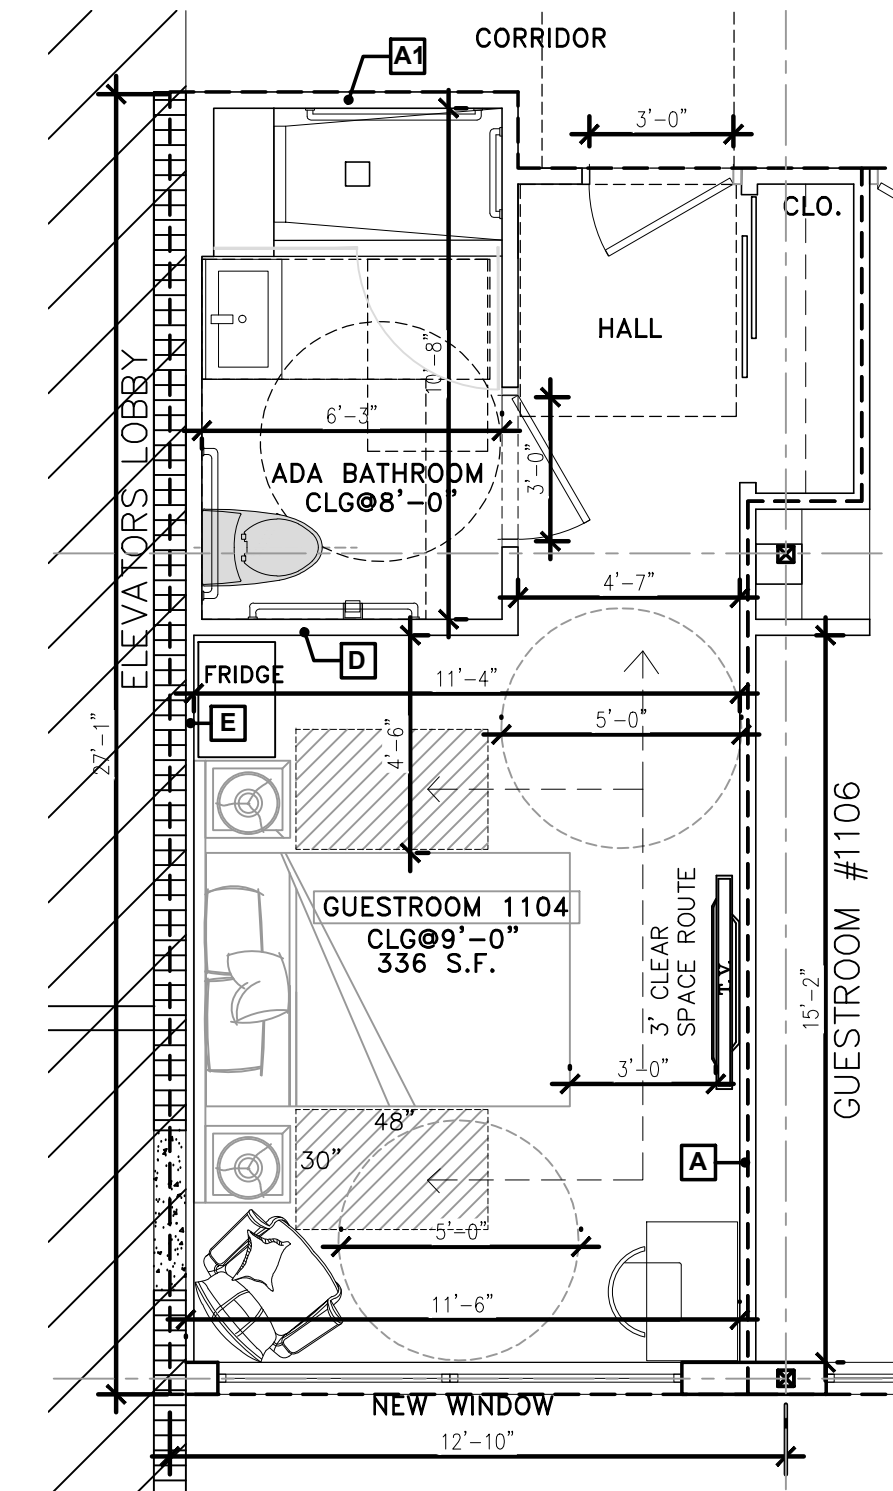 CORRIDOR
A1
3'-0"
CLO.
HALL
10'-8"
6'-3"
3'-0"
ADA BATHROOM
CLG@8'-0"
ELEVATORS LOBBY
4'-7"
D
FRIDGE
11'-4"
E
5'-0"
4'-6"
27'-1"
GUESTROOM 1104
CLG@9'-0"
336 S.F.
3' CLEAR
SPACE ROUTE
T.V.
15'-2"
GUESTROOM #1106
3'-0"
48"
30"
A
5'-0"
11'-6"
NEW WINDOW
12'-10"